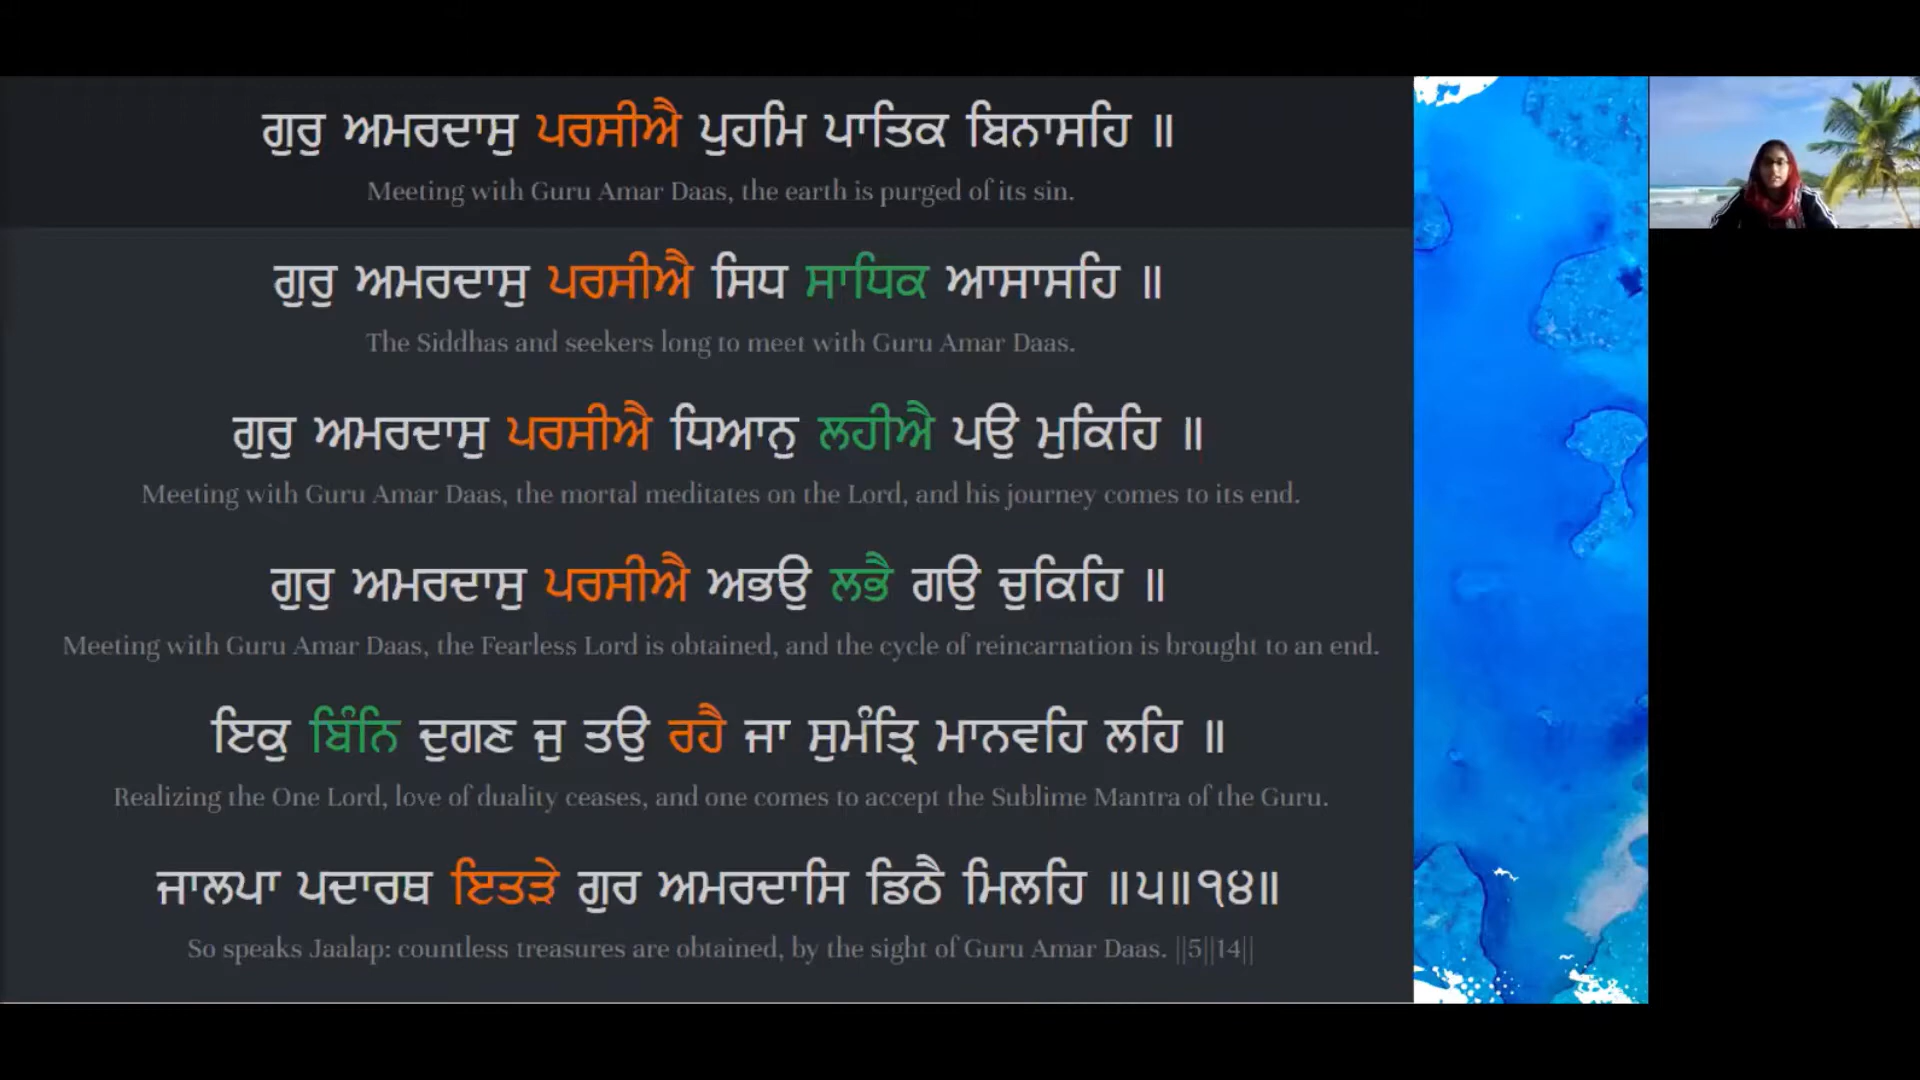 ਗੁਰੁ ਅਮਰਦਾਸੁ ਪਰਸੀਐ ਪੁਹਮਿ ਪਾਤਿਕ ਬਿਨਾਸਹਿ ॥
Meeting with Guru Amar Daas, the earth is purged of its sin.
ਗੁਰੁ ਅਮਰਦਾਸੁ ਪਰਸੀਐ ਸਿਧ ਸਾਧਿਕ ਆਸਾਸਹਿ ॥
The Siddhas and seekers long to meet with Guru Amar Daas.
ਗੁਰੁ ਅਮਰਦਾਸੁ ਪਰਸੀਐ ਧਿਆਨੁ ਲਹੀਐ ਪਉ ਮੁਕਿਹਿ ॥
Meeting with Guru Amar Daas, the mortal meditates on the Lord, and his journey comes to its end.
ਗੁਰੁ ਅਮਰਦਾਸੁ ਪਰਸੀਐ ਅਭਉ ਲਭੈ ਗਉ ਚੁਕਿਹਿ ॥
Meeting with Guru Amar Daas, the Fearless Lord is obtained, and the cycle of reincarnation is brought to an end.
ਇਕੁ ਬਿੰਨਿ ਦੁਗਣ ਜੁ ਤਉ ਰਹੈ ਜਾ ਸੁਮੰਤ੍ਰਿ ਮਾਨਵਹਿ ਲਹਿ ॥
Realizing the One Lord, love of duality ceases, and one comes to accept the Sublime Mantra of the Guru.
ਜਾਲਪਾ ਪਦਾਰਥ ਇਤੜੇ ਗੁਰ ਅਮਰਦਾਸਿ ਡਿਠੈ ਮਿਲਹਿ ॥੫॥੧੪॥
So speaks Jaalap: countless treasures are obtained, by the sight of Guru Amar Daas. ||5||14||